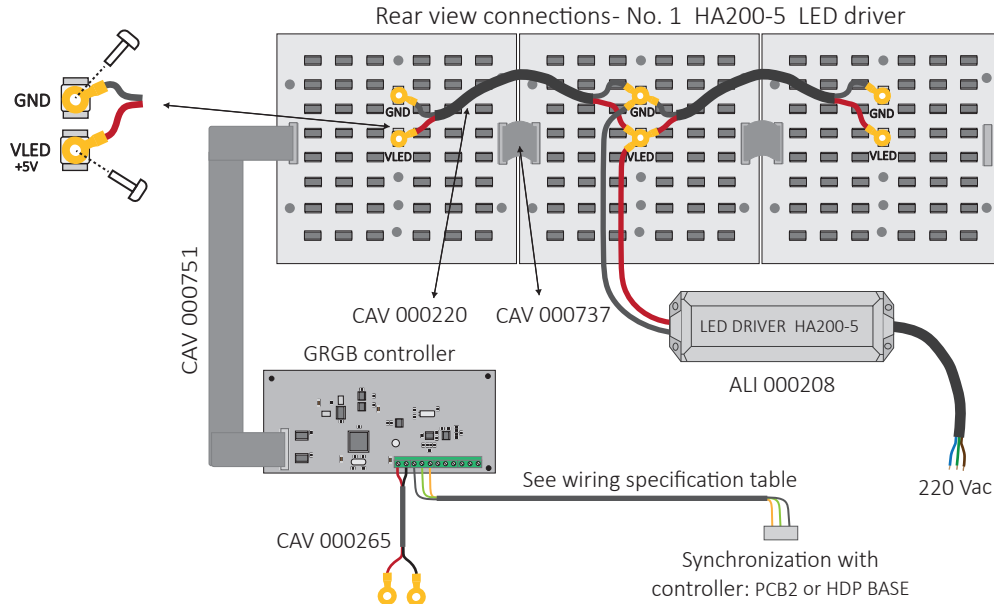 Rear view connections- No. 1 HA200-5 LED driver
GND
VLED
+5V
GND
VLED
GND
VLED
GND
VLED
CAV 000751
CAV 000220
CAV 000737
LED DRIVER HA200-5
ALI 000208
GRGB controller
See wiring specification table
220 Vac
CAV 000265
Synchronization with
controller: PCB2 or HDP BASE